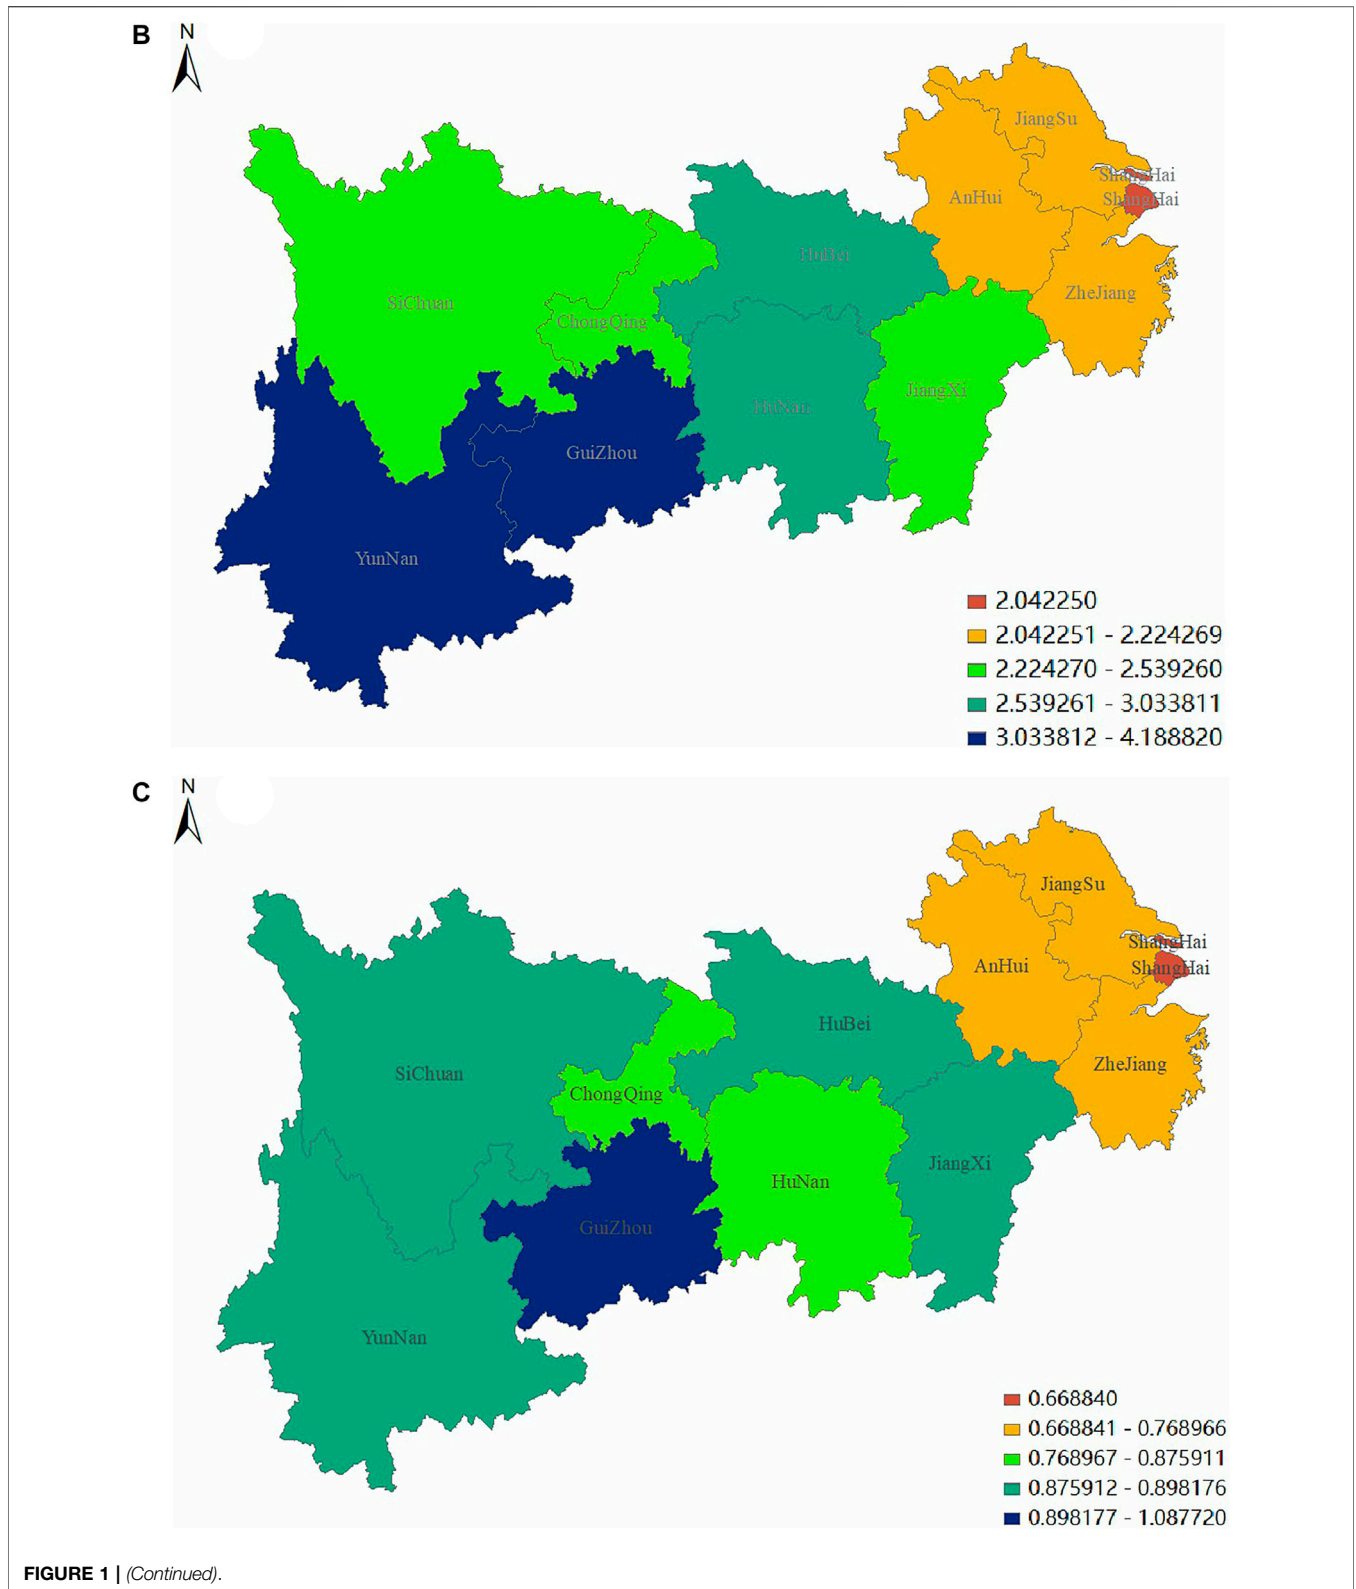 B
N
JiangSu
ShangHai
AnHui
ShangHai
HuBei
ZheJiang
SiChuan
ChongQing
JiangXi
HuNan
GuiZhou
YunNan
2.042250
2.042251 - 2.224269
2.224270 - 2.539260
2.539261 - 3.033811
3.033812 - 4.188820
C
N
JiangSu
ShangHai
AnHui
ShangHai
HuBei
ZheJiang
SiChuan
ChongQing
JiangXi
HuNan
GuiZhou
YunNan
0.668840
0.668841 - 0.768966
0.768967 - 0.875911
0.875912 - 0.898176
0.898177 - 1.087720
FIGURE 1 | (Continued).